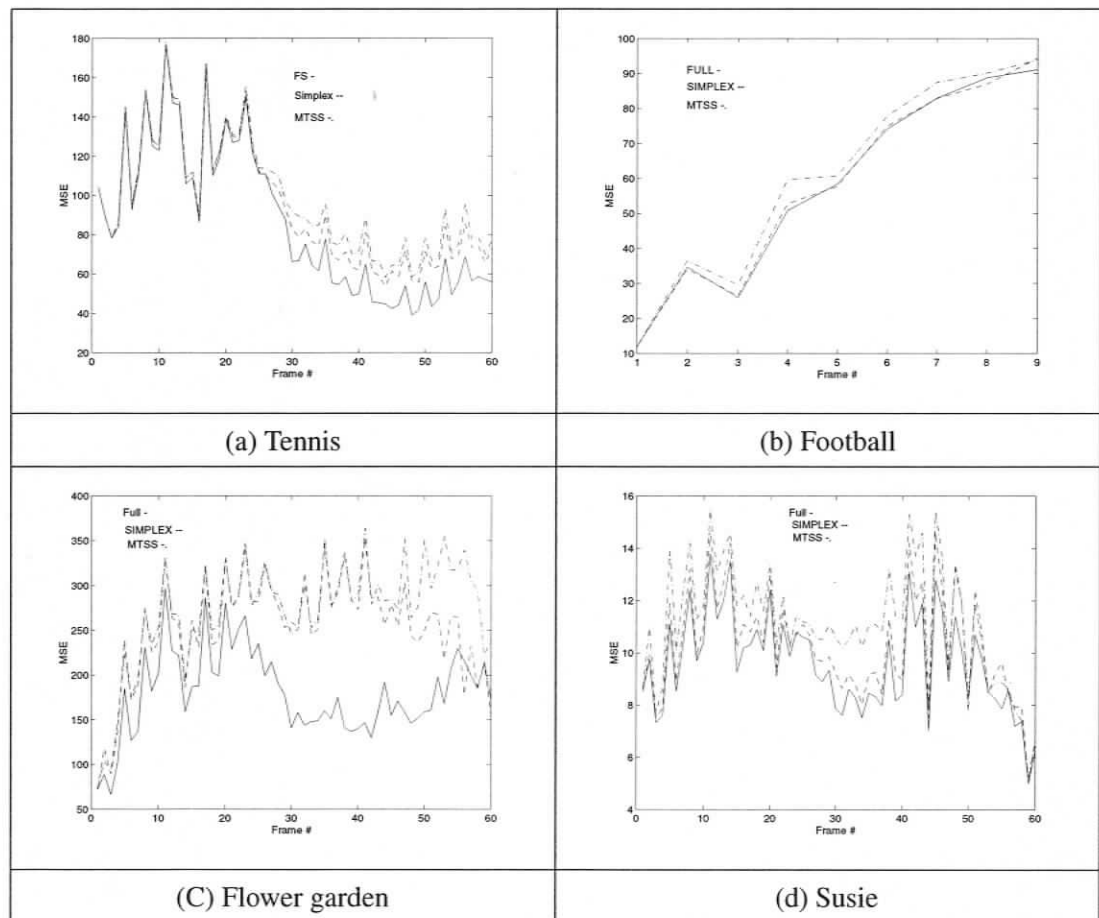 180
160
140
120
100
80
60
40
20
MSE
FS -
Simplex --
MTSS -.
0 10 20 30 40 50 60
Frame #
100
90
80
70
60
50
40
30
20
10
MSE
FULL -
SIMPLEX --
MTSS -.
1 2 3 4 5 6 7 8 9
Frame #
(a) Tennis
(b) Football
400
350
300
250
200
150
100
50
MSE
Full -
SIMPLEX --
MTSS -.
0 10 20 30 40 50 60
Frame #
16
14
12
10
8
6
4
MSE
Full -
SIMPLEX --
MTSS -.
0 10 20 30 40 50 60
Frame #
(C) Flower garden
(d) Susie